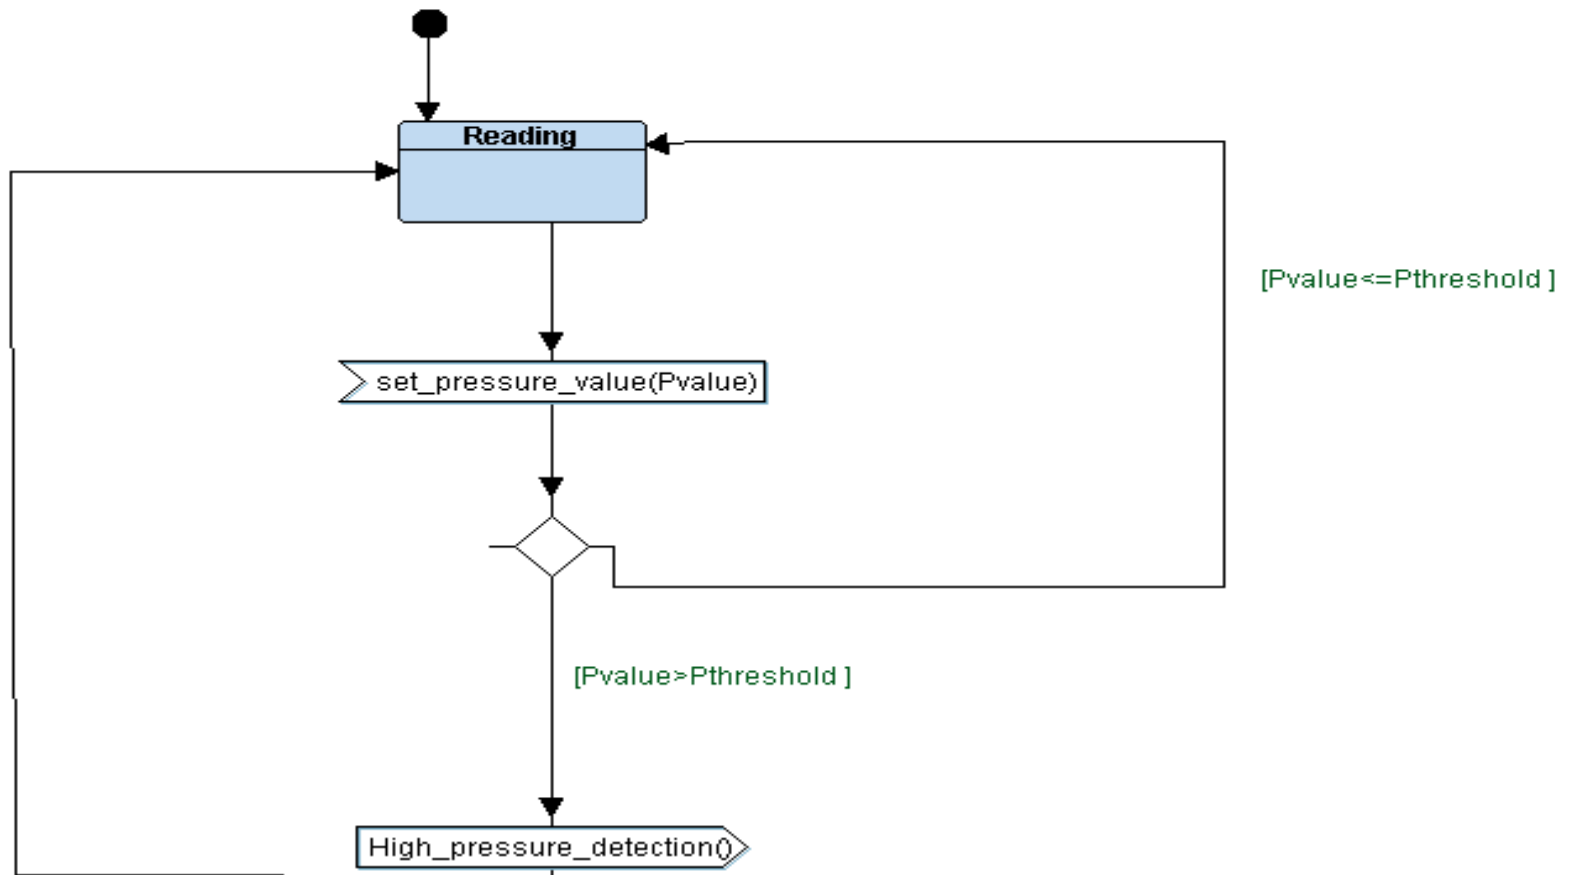 Reading
[Pvalue<=Pthreshold ]
set_pressure_value(Pvalue)
[Pvalue>Pthreshold ]
High_pressure_detection()